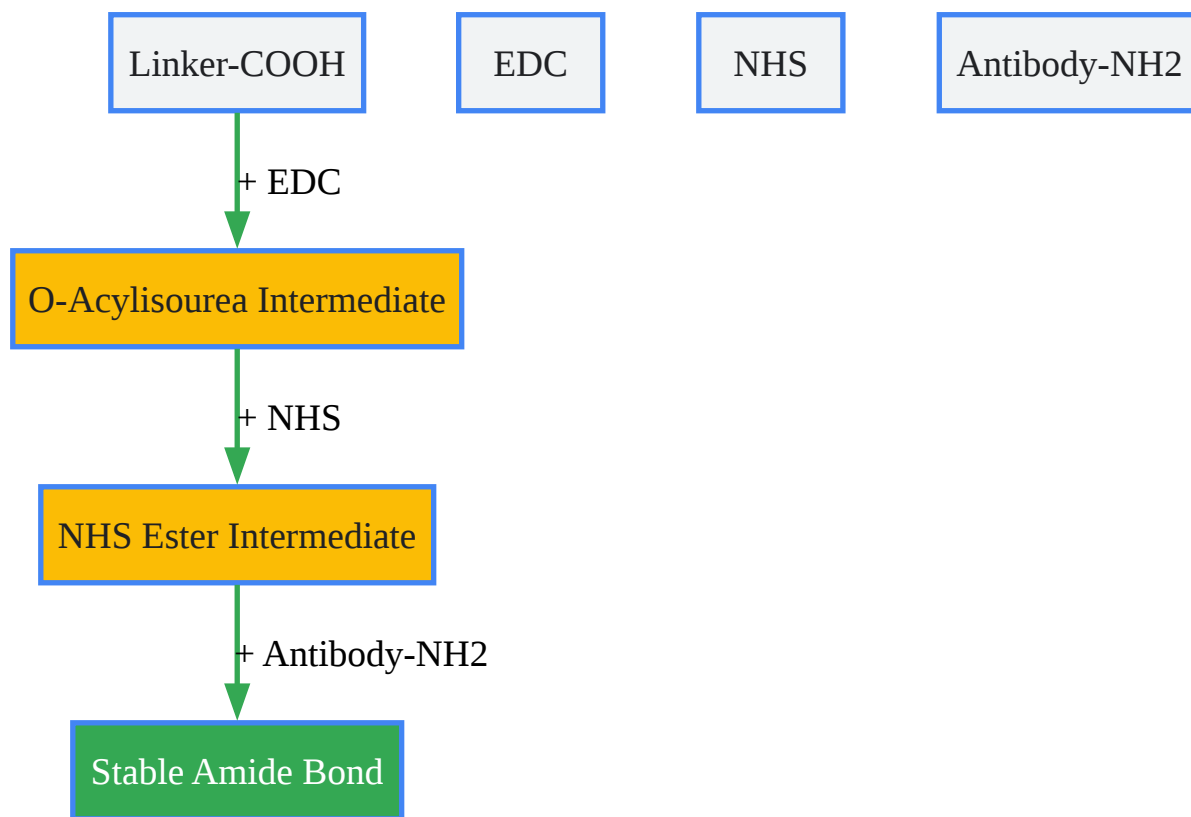 Linker-COOH
EDC
NHS
Antibody-NH2
+ EDC
O-Acylisourea Intermediate
+ NHS
NHS Ester Intermediate
+ Antibody-NH2
Stable Amide Bond